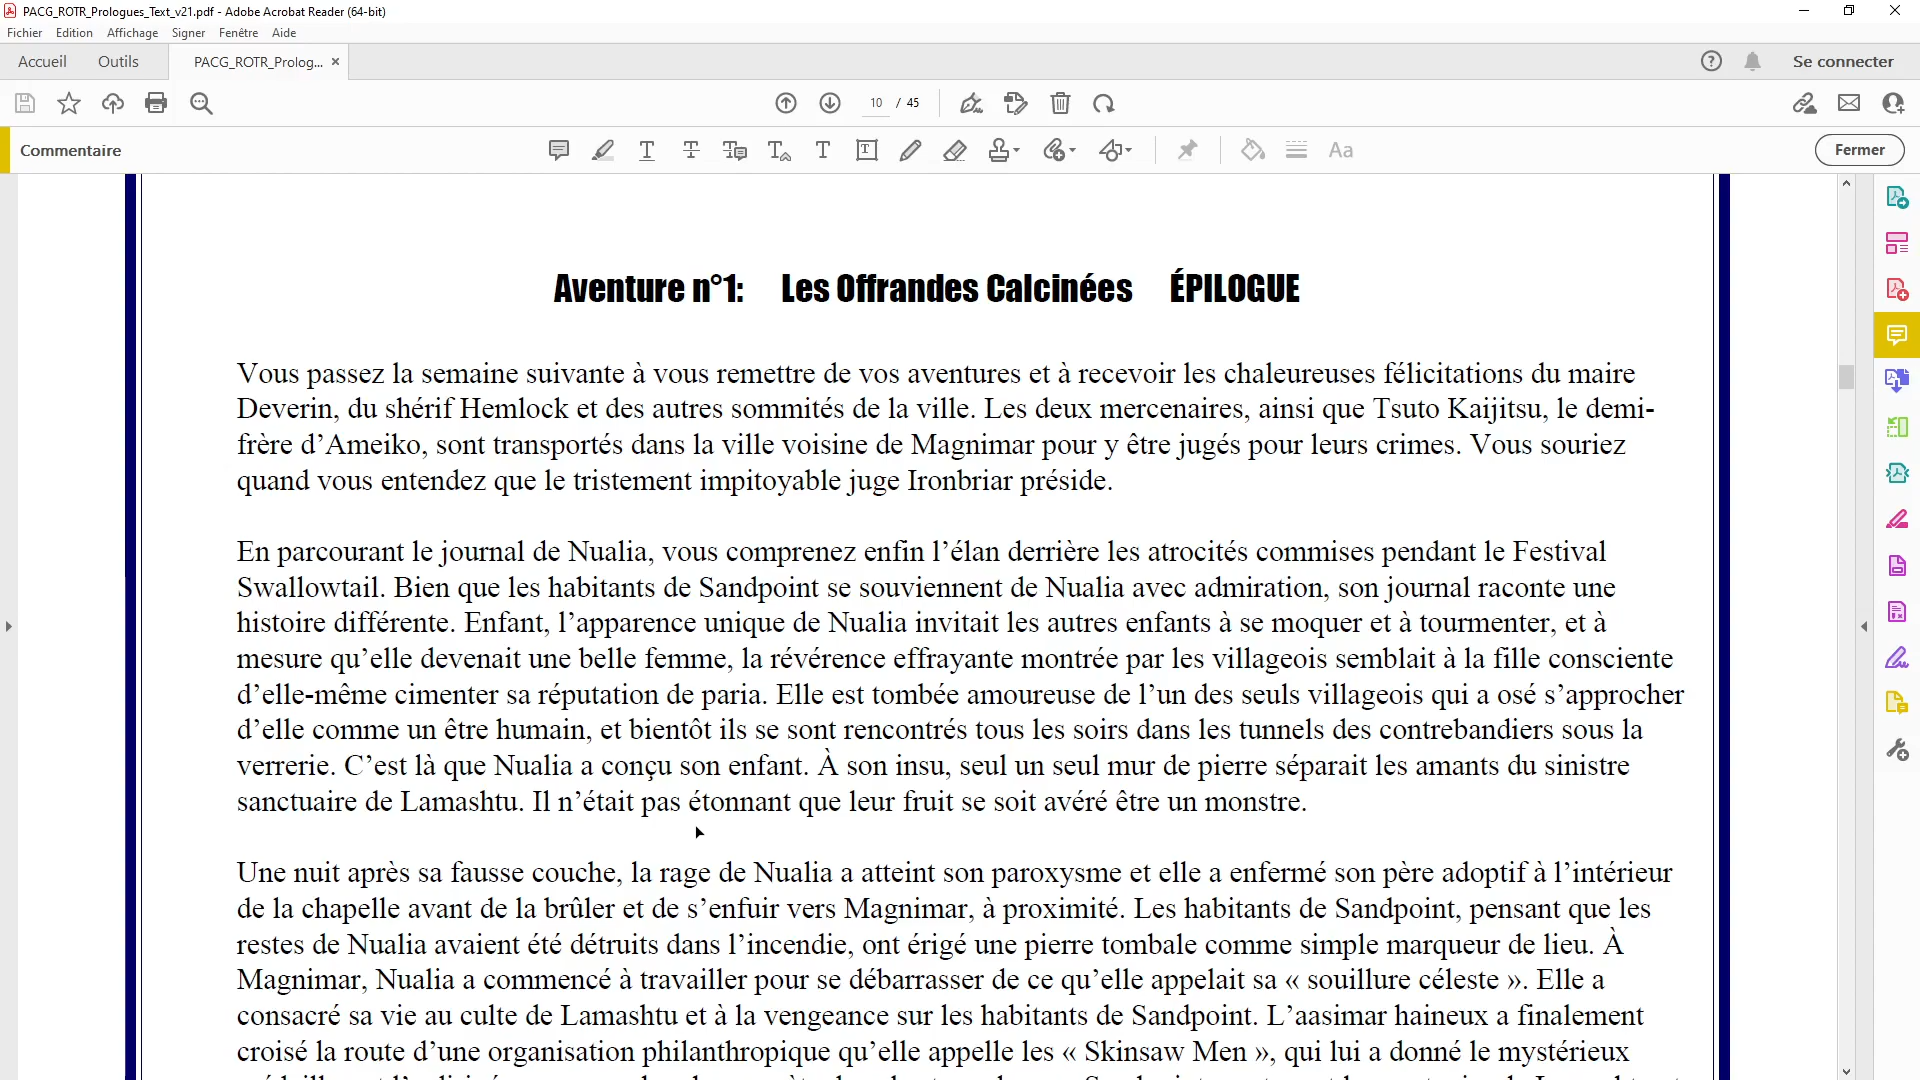 PACG_ROTR_Prologues_Text_v21.pdf - Adobe Acrobat Reader (64-bit)
Fichier Edition Affichage Signer Fenêtre Aide
Accueil Outils PACG_ROTR_Prolog... × Se connecter
10 / 45
Commentaire Aa Fermer
Aventure n°1: Les Offrandes Calcinées ÉPILOGUE
Vous passez la semaine suivante à vous remettre de vos aventures et à recevoir les chaleureuses félicitations du maire
Deverin, du shérif Hemlock et des autres sommités de la ville. Les deux mercenaires, ainsi que Tsuto Kaijitsu, le demi-
frère d’Ameiko, sont transportés dans la ville voisine de Magnimar pour y être jugés pour leurs crimes. Vous souriez
quand vous entendez que le tristement impitoyable juge Ironbriar préside.
En parcourant le journal de Nualia, vous comprenez enfin l’élan derrière les atrocités commises pendant le Festival
Swallowtail. Bien que les habitants de Sandpoint se souviennent de Nualia avec admiration, son journal raconte une
histoire différente. Enfant, l’apparence unique de Nualia invitait les autres enfants à se moquer et à tourmenter, et à
mesure qu’elle devenait une belle femme, la révérence effrayante montrée par les villageois semblait à la fille consciente
d’elle-même cimenter sa réputation de paria. Elle est tombée amoureuse de l’un des seuls villageois qui a osé s’approcher
d’elle comme un être humain, et bientôt ils se sont rencontrés tous les soirs dans les tunnels des contrebandiers sous la
verrerie. C’est là que Nualia a conçu son enfant. À son insu, seul un seul mur de pierre séparait les amants du sinistre
sanctuaire de Lamashtu. Il n’était pas étonnant que leur fruit se soit avéré être un monstre.
Une nuit après sa fausse couche, la rage de Nualia a atteint son paroxysme et elle a enfermé son père adoptif à l’intérieur
de la chapelle avant de la brûler et de s’enfuir vers Magnimar, à proximité. Les habitants de Sandpoint, pensant que les
restes de Nualia avaient été détruits dans l’incendie, ont érigé une pierre tombale comme simple marqueur de lieu. À
Magnimar, Nualia a commencé à travailler pour se débarrasser de ce qu’elle appelait sa « souillure céleste ». Elle a
consacré sa vie au culte de Lamashtu et à la vengeance sur les habitants de Sandpoint. L’aasimar haineux a finalement
croisé la route d’une organisation philanthropique qu’elle appelle les « Skinsaw Men », qui lui a donné le mystérieux